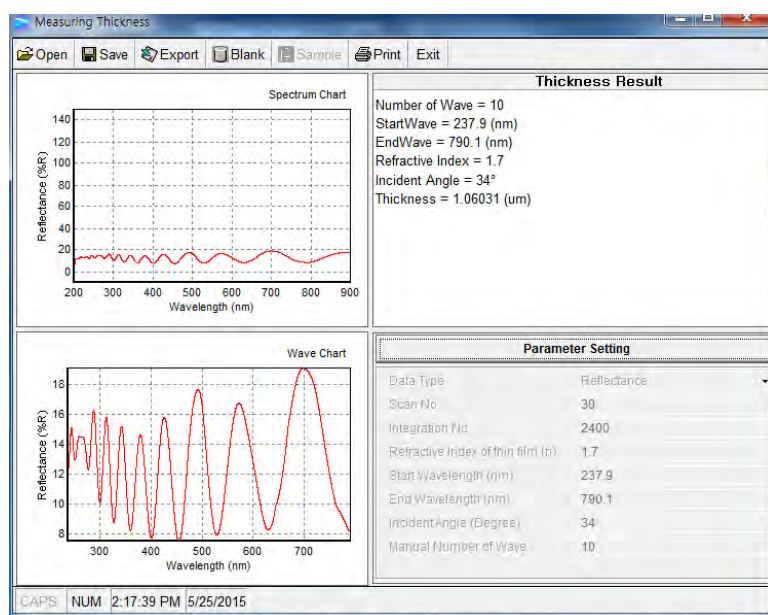 Measuring Thickness
Open Save Export Blank Sample Print Exit
Spectrum Chart
Reflectance (%R)
140
120
100
80
60
40
20
0
200 300 400 500 600 700 800 900
Wavelength (nm)
Thickness Result
Number of Wave = 10
StartWave = 237.9 (nm)
EndWave = 790.1 (nm)
Refractive Index = 1.7
Incident Angle = 34°
Thickness = 1.06031 (um)
Wave Chart
Reflectance (%R)
18
16
14
12
10
8
300 400 500 600 700
Wavelength (nm)
Parameter Setting
Data Type Reflectance
Scan No 30
Integration No 2400
Refractive Index of thin film (n) 1.7
Start Wavelength (nm) 237.9
End Wavelength (nm) 790.1
Incident Angle (Degree) 34
Manual Number of Wave 10
CAPS NUM 2:17:39 PM 5/25/2015